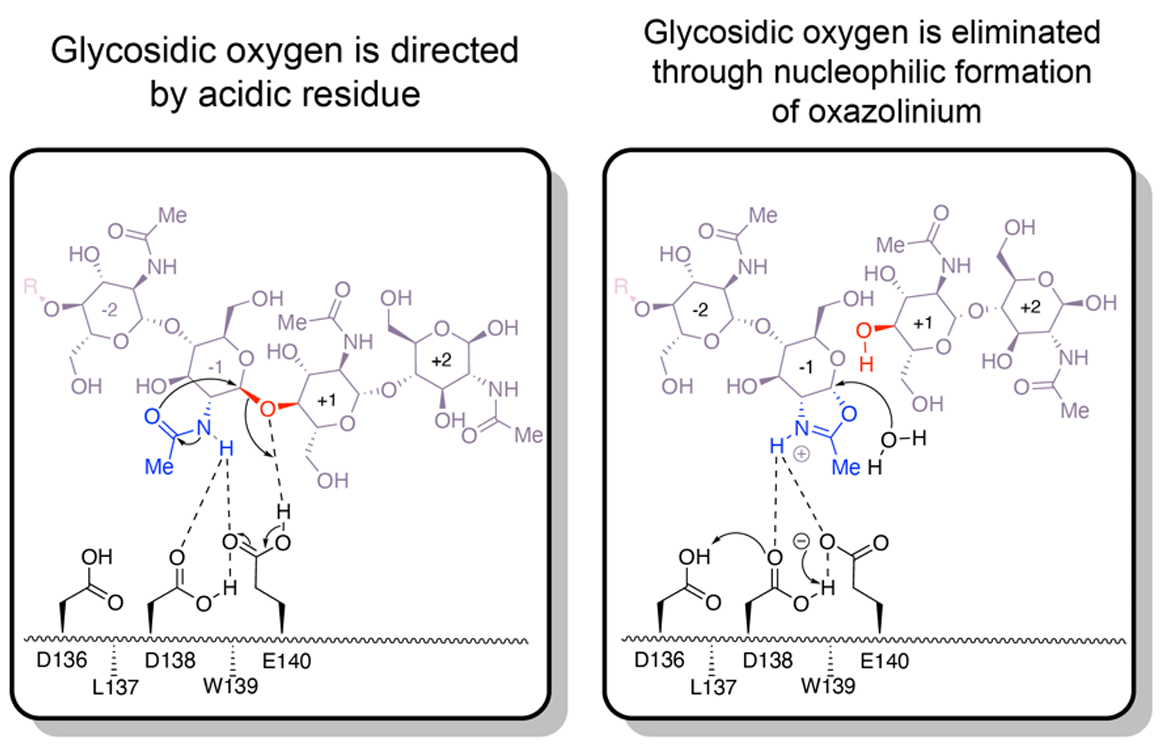 Glycosidic oxygen is directed
by acidic residue
Glycosidic oxygen is eliminated
through nucleophilic formation
of oxazolinium
Me
O
HO
NH
R
O
-2
O
O
OH
OH
-1
O
HO
O
N
H
Me
O
O
Me
NH
HO
+1
O
OH
O
OH
O
OH
+2
OH
NH
O
Me
H
O
O
OH
O
O
O
H
D136
L137
D138
W139
E140
Me
O
HO
NH
R
O
-2
O
O
OH
OH
-1
O
HO
N
H
⊕
O
Me
O
Me
NH
HO
O
H
+1
O
OH
O
OH
O
OH
+2
HO
NH
O
Me
O
H
H
OH
O
O
O
H
⊖
O
O
D136
L137
D138
W139
E140